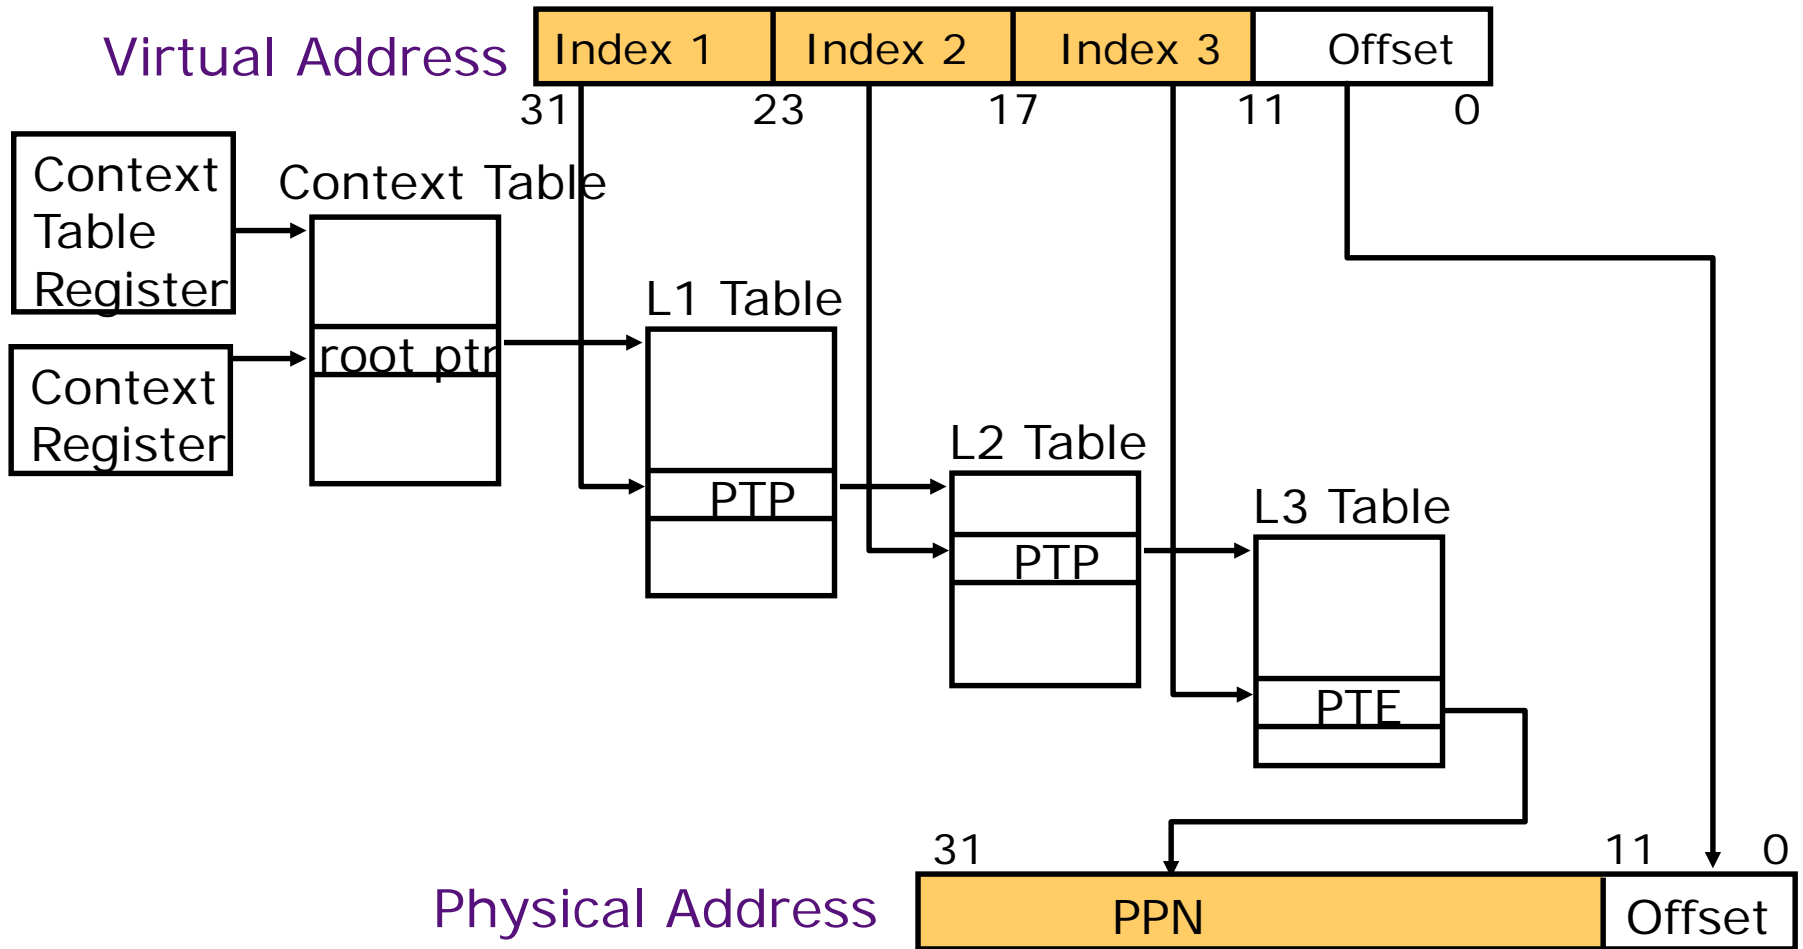 Virtual Address
Index 1
Index 2
Index 3
Offset
31
23
17
11
0
Context
Table
Register
Context Table
root ptr
Context
Register
L1 Table
PTP
L2 Table
PTP
L3 Table
PTE
31
11
0
Physical Address
PPN
Offset